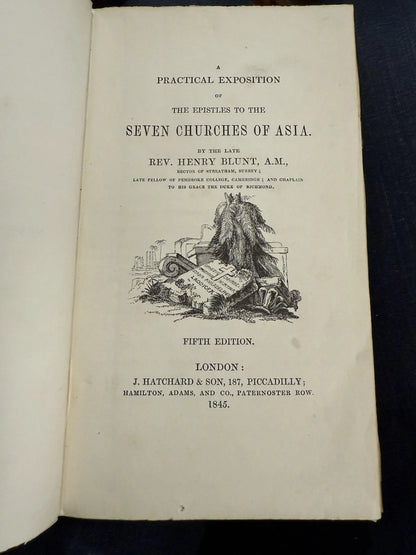 A
PRACTICAL EXPOSITION
OF
THE EPISTLES TO THE
SEVEN CHURCHES OF ASIA.
BY THE LATE
REV. HENRY BLUNT, A.M.,
RECTOR OF STREATHAM, SURREY;
LATE FELLOW OF PEMBROKE COLLEGE, CAMBRIDGE; AND CHAPLAIN
TO HIS GRACE THE DUKE OF RICHMOND.
FIFTH EDITION.
LONDON:
J. HATCHARD & SON, 187, PICCADILLY;
HAMILTON, ADAMS, AND CO., PATERNOSTER ROW.
1845.